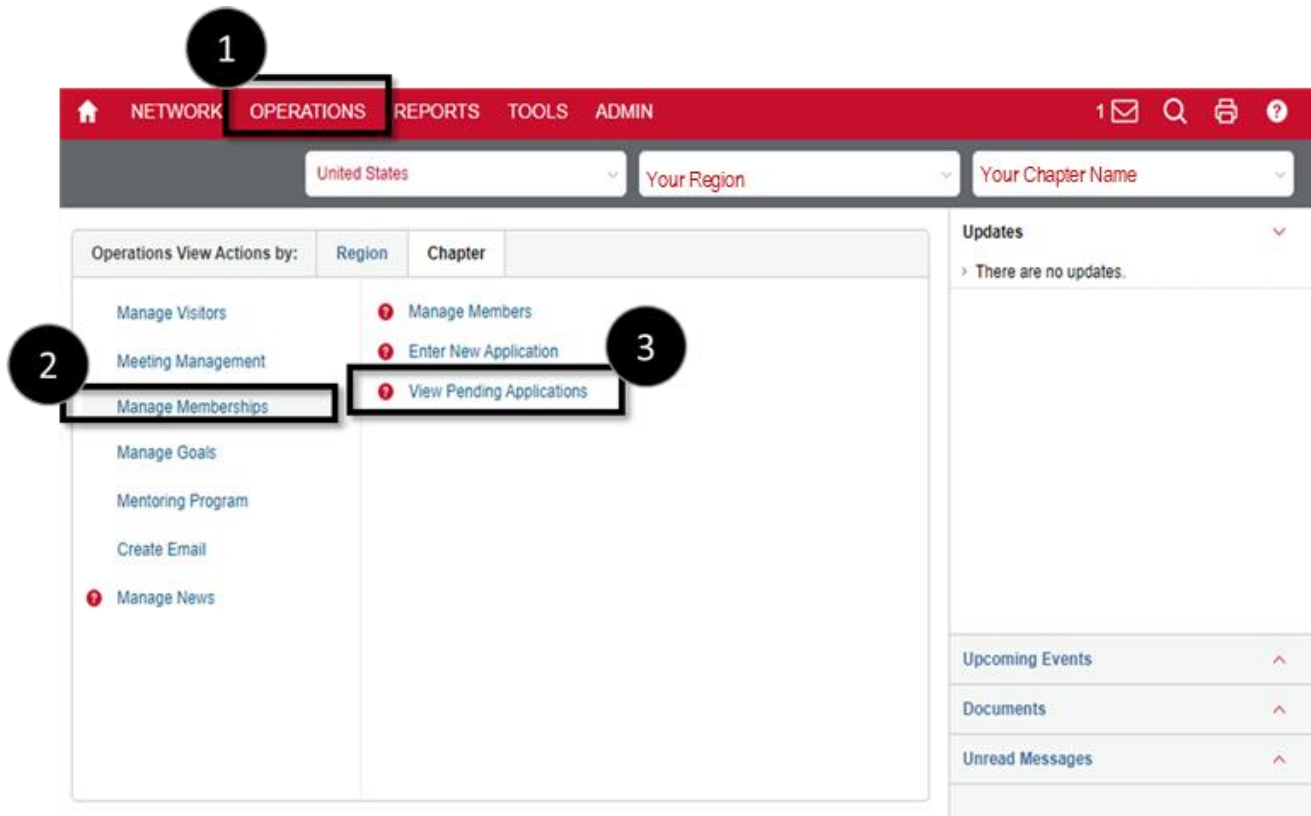 1
NETWORK OPERATIONS REPORTS TOOLS ADMIN 1 ?
United States Your Region Your Chapter Name
Operations View Actions by: Region Chapter
2
Manage Visitors
Meeting Management
Manage Memberships
Manage Goals
Mentoring Program
Create Email
? Manage News
3
? Manage Members
? Enter New Application
? View Pending Applications
Updates
› There are no updates.
Upcoming Events
Documents
Unread Messages